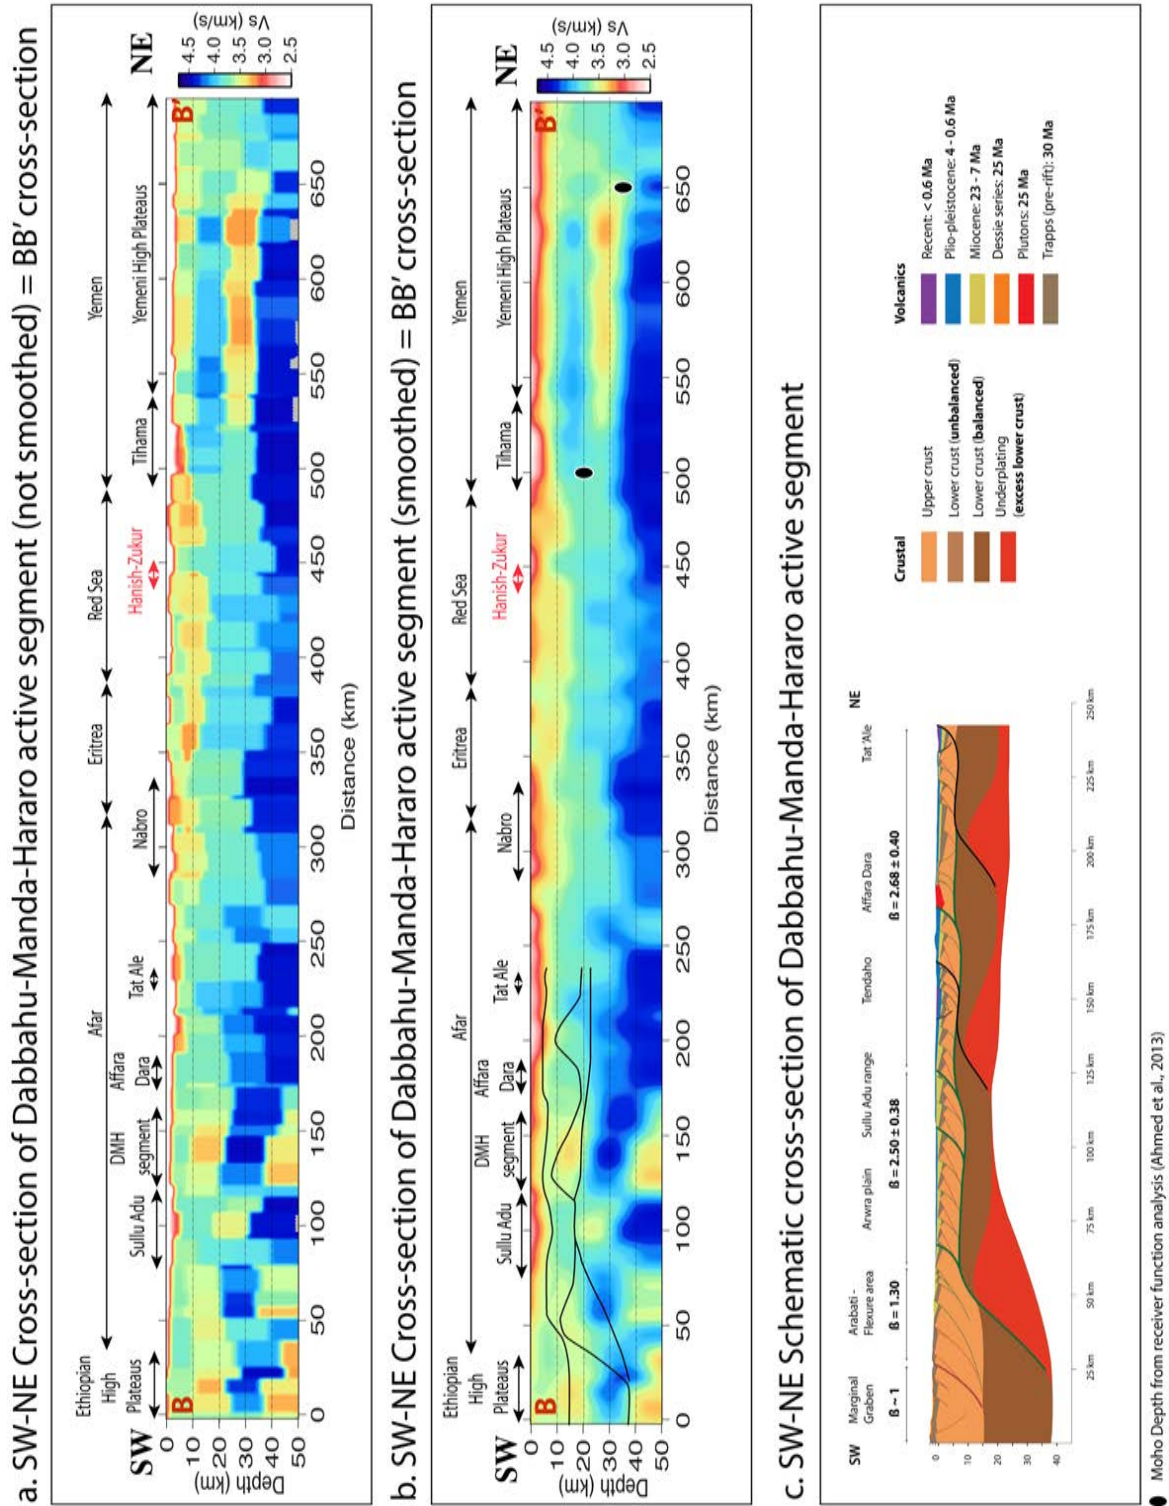 a. SW-NE Cross-section of Dabbahu-Manda-Hararo active segment (not smoothed) = BB' cross-section
Ethiopian High Plateaus
Afar
Eritrea
Red Sea
Yemen
SW
Sullu Adu
DMH segment
Affara Dara
Tat Ale
Nabro
Hanish-Zukur
Tihama
Yemeni High Plateaus
NE
B
B'
Depth (km)
0
10
20
30
40
50
0 50 100 150 200 250 300 350 400 450 500 550 600 650
Distance (km)
4.5 4.0 3.5 3.0 2.5
Vs (km/s)
b. SW-NE Cross-section of Dabbahu-Manda-Hararo active segment (smoothed) = BB' cross-section
Ethiopian High Plateaus
Afar
Eritrea
Red Sea
Yemen
SW
Sullu Adu
DMH segment
Affara Dara
Tat Ale
Nabro
Hanish-Zukur
Tihama
Yemeni High Plateaus
NE
B
B'
Depth (km)
0
10
20
30
40
50
0 50 100 150 200 250 300 350 400 450 500 550 600 650
Distance (km)
4.5 4.0 3.5 3.0 2.5
Vs (km/s)
c. SW-NE Schematic cross-section of Dabbahu-Manda-Hararo active segment
SW
Marginal Graben
Arabati - Flexure area
Arwra plain
Sullu Adu range
Tendaho
Affara Dara
Tat 'Ale
NE
ß ~ 1
ß = 1.30
ß = 2.50 ± 0.38
ß = 2.68 ± 0.40
0
10
20
30
40
25 km 50 km 75 km 100 km 125 km 150 km 175 km 200 km 225 km 250 km
Crustal
Upper crust
Lower crust (unbalanced)
Lower crust (balanced)
Underplating
(excess lower crust)
Volcanics
Recent: < 0.6 Ma
Plio-pleistocene: 4 - 0.6 Ma
Miocene: 23 - 7 Ma
Dessie series: 25 Ma
Plutons: 25 Ma
Trapps (pre-rift): 30 Ma
Moho Depth from receiver function analysis (Ahmed et al., 2013)